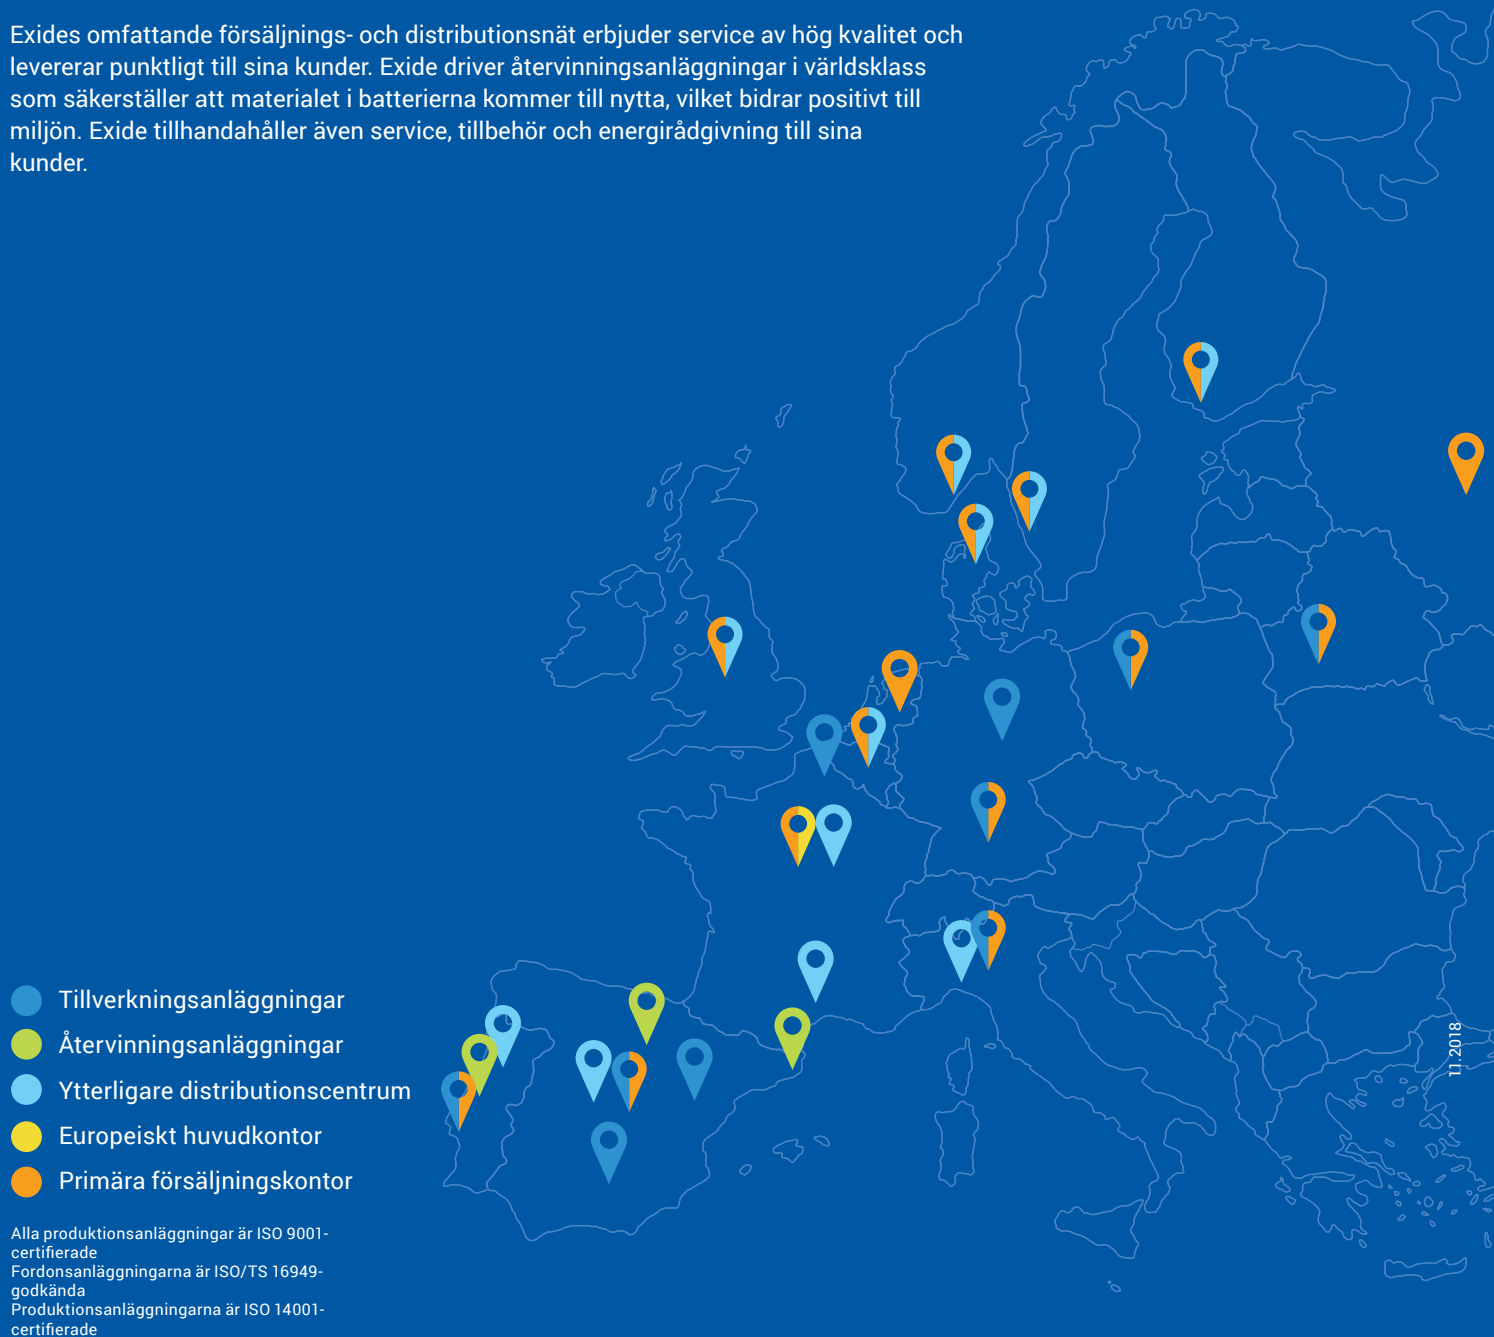 Exides omfattande försäljnings- och distributionsnät erbjuder service av hög kvalitet och
levererar punktligt till sina kunder. Exide driver återvinningsanläggningar i världsklass
som säkerställer att materialet i batterierna kommer till nytta, vilket bidrar positivt till
miljön. Exide tillhandahåller även service, tillbehör och energirådgivning till sina
kunder.
Tillverkningsanläggningar
Återvinningsanläggningar
Ytterligare distributionscentrum
Europeiskt huvudkontor
Primära försäljningskontor
Alla produktionsanläggningar är ISO 9001-
certifierade
Fordonsanläggningarna är ISO/TS 16949-
godkända
Produktionsanläggningarna är ISO 14001-
certifierade
11.2018